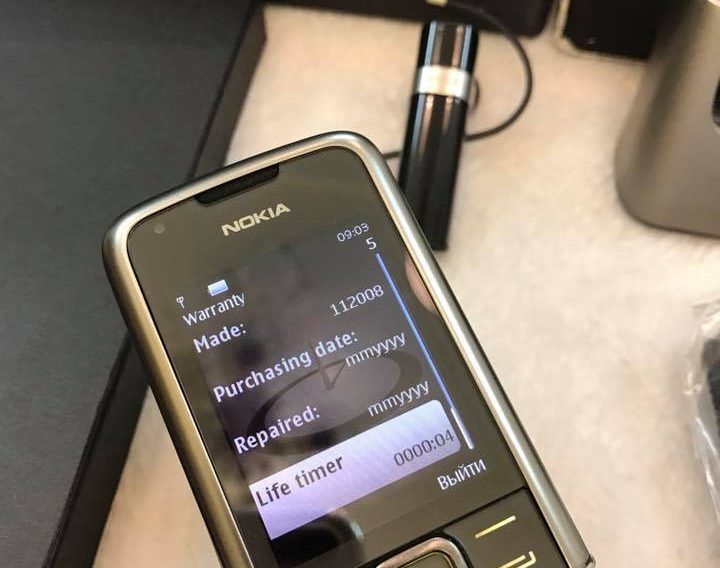 NOKIA
09:03
Warranty
5
Made:
112008
Purchasing date:
mmyyyy
Repaired:
mmyyyy
Life timer
0000:04
Выйти